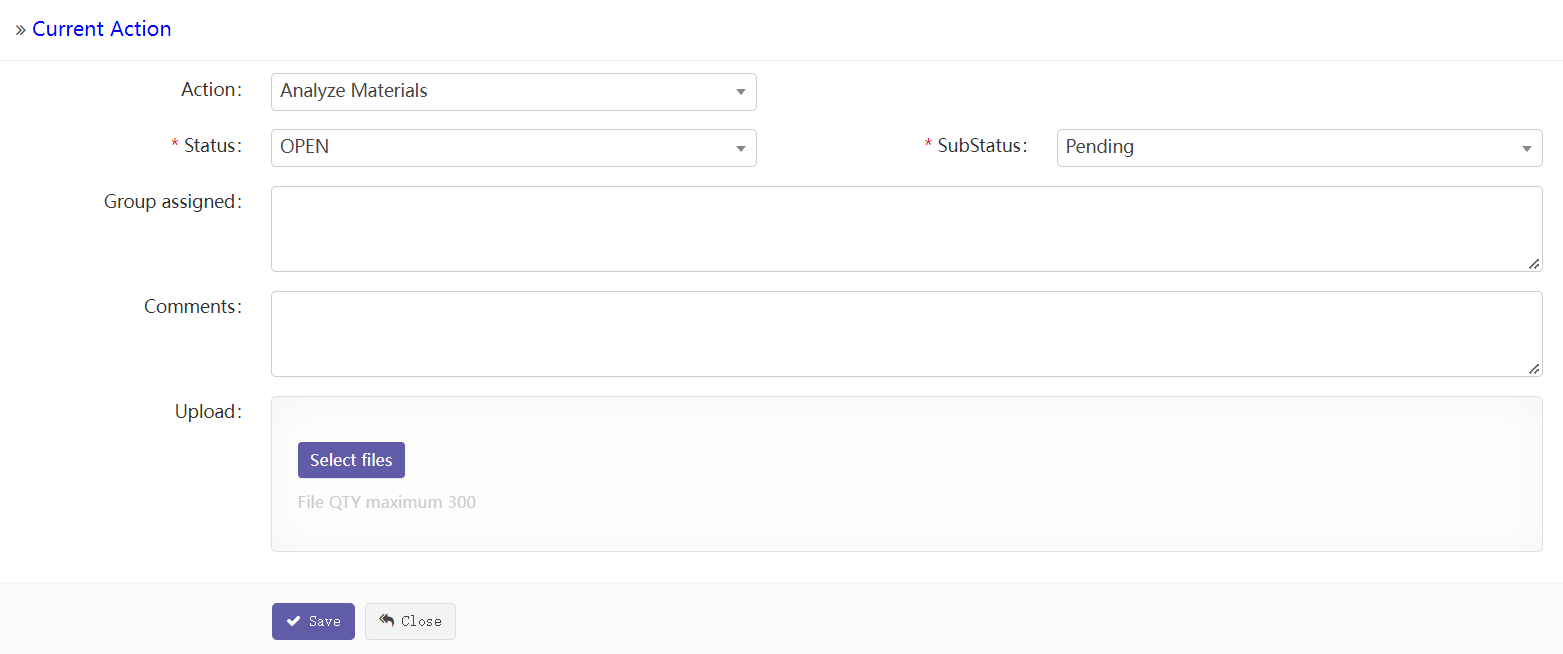 » Current Action
Action:
Analyze Materials
* Status:
OPEN
* SubStatus:
Pending
Group assigned:
Comments:
Upload:
Select files
File QTY maximum 300
Save
Close